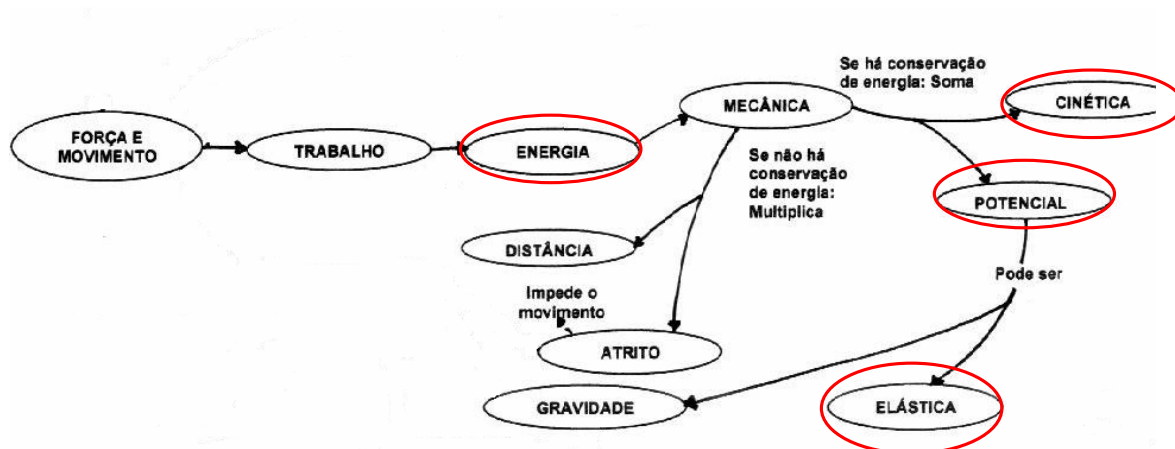 Se há conservação
de energia: Soma
MECÂNICA
CINÉTICA
FORÇA E
MOVIMENTO
TRABALHO
ENERGIA
Se não há
conservação
de energia:
Multiplica
POTENCIAL
DISTÂNCIA
Pode ser
Impede o
movimento
ATRITO
GRAVIDADE
ELÁSTICA